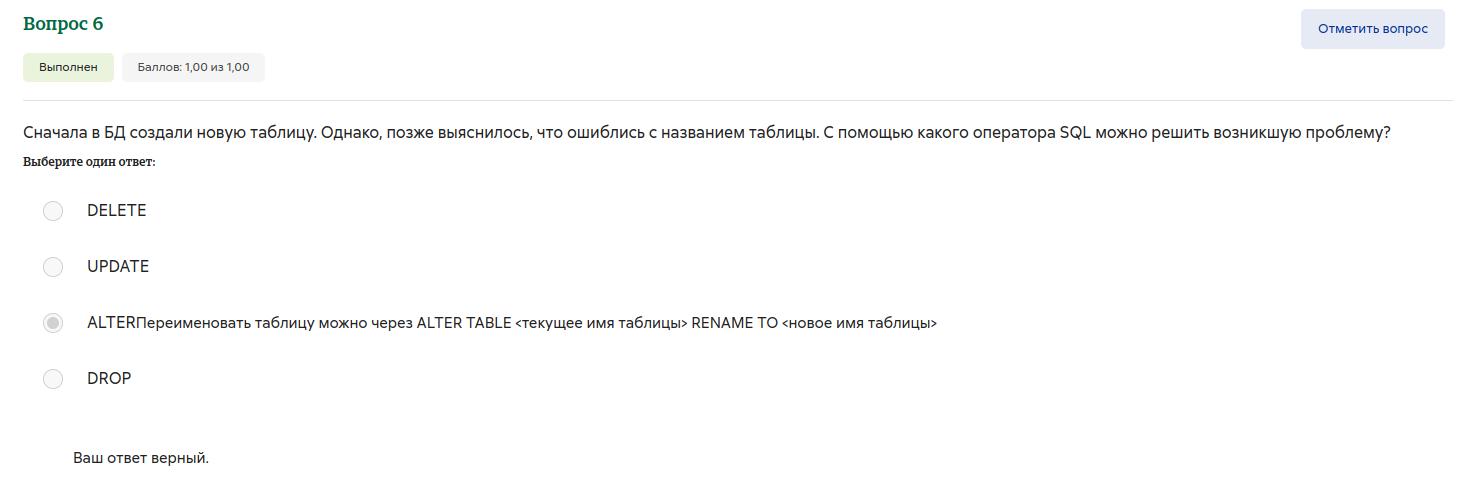 Вопрос 6
Отметить вопрос
Выполнен
Баллов: 1,00 из 1,00
Сначала в БД создали новую таблицу. Однако, позже выяснилось, что ошиблись с названием таблицы. С помощью какого оператора SQL можно решить возникшую проблему?
Выберите один ответ:
DELETE
UPDATE
ALTERПереименовать таблицу можно через ALTER TABLE <текущее имя таблицы> RENAME TO <новое имя таблицы>
DROP
Ваш ответ верный.